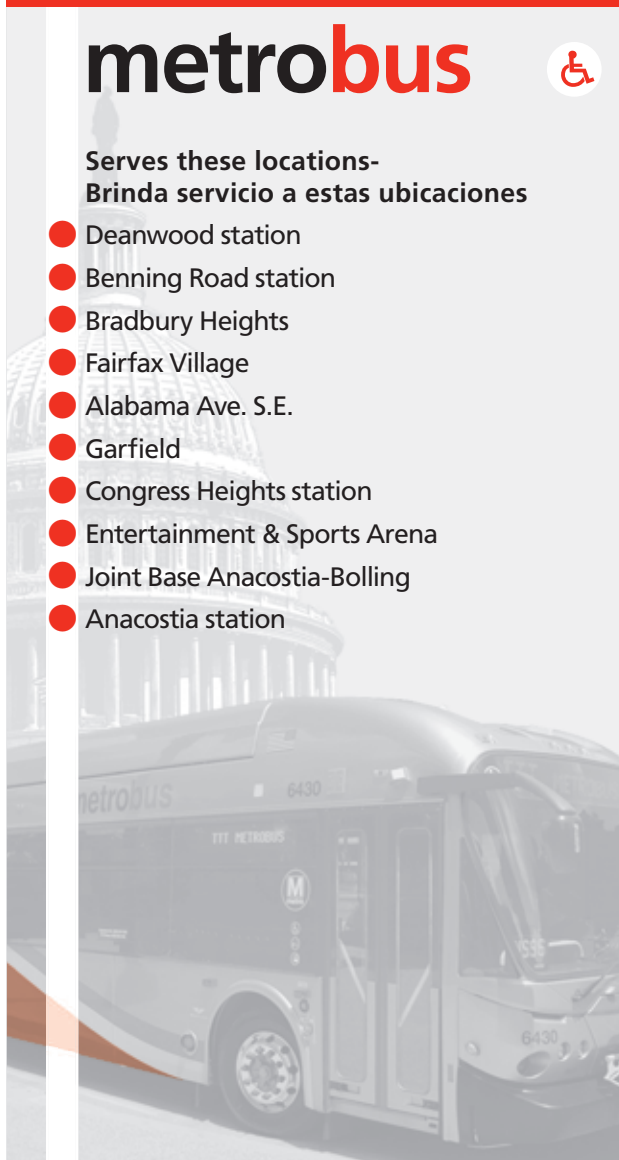 metrobus
Serves these locations-
Brinda servicio a estas ubicaciones
Deanwood station
Benning Road station
Bradbury Heights
Fairfax Village
Alabama Ave. S.E.
Garfield
Congress Heights station
Entertainment & Sports Arena
Joint Base Anacostia-Bolling
Anacostia station
metrobus
6430
TYT METROBUS
M
6430